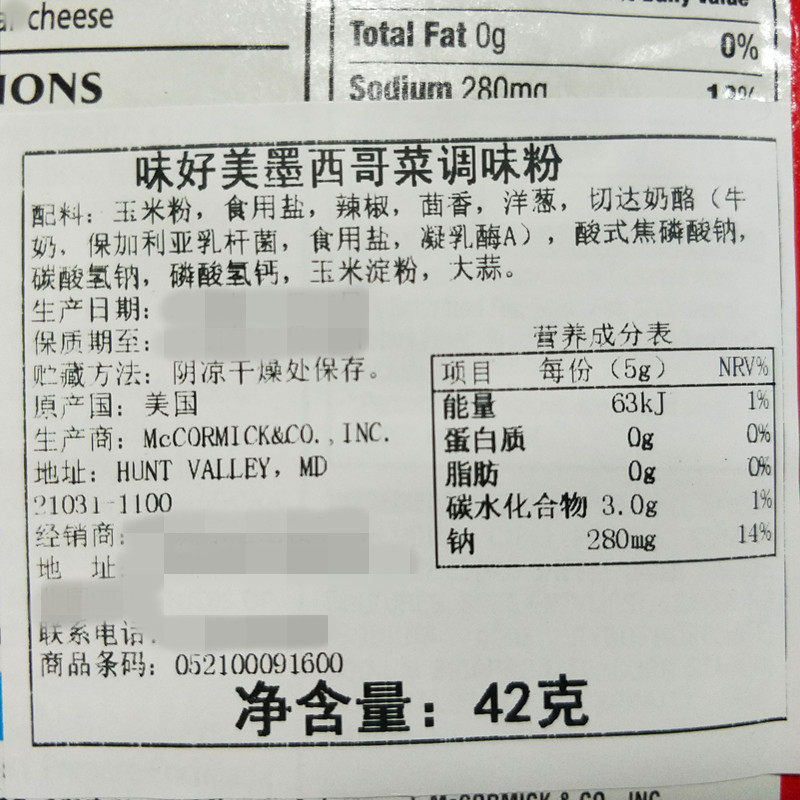 cheese
IONS
Total Fat 0g 0%
Sodium 280mg
味好美墨西哥菜调味粉
配料：玉米粉，食用盐，辣椒，茴香，洋葱，切达奶酪（牛
奶，保加利亚乳杆菌，食用盐，凝乳酶A），酸式焦磷酸钠，
碳酸氢钠，磷酸氢钙，玉米淀粉，大蒜。
生产日期：
保质期至：
贮藏方法：阴凉干燥处保存。
原产国：美国
生产商：McCORMICK&CO.,INC.
地址：HUNT VALLEY, MD
21031-1100
经销商：
地 址：
联系电话：
商品条码：052100091600
营养成分表
项目 每份（5g） NRV%
能量 63kJ 1%
蛋白质 0g 0%
脂肪 0g 0%
碳水化合物 3.0g 1%
钠 280mg 14%
净含量：42克
McCORMICK & CO., INC.